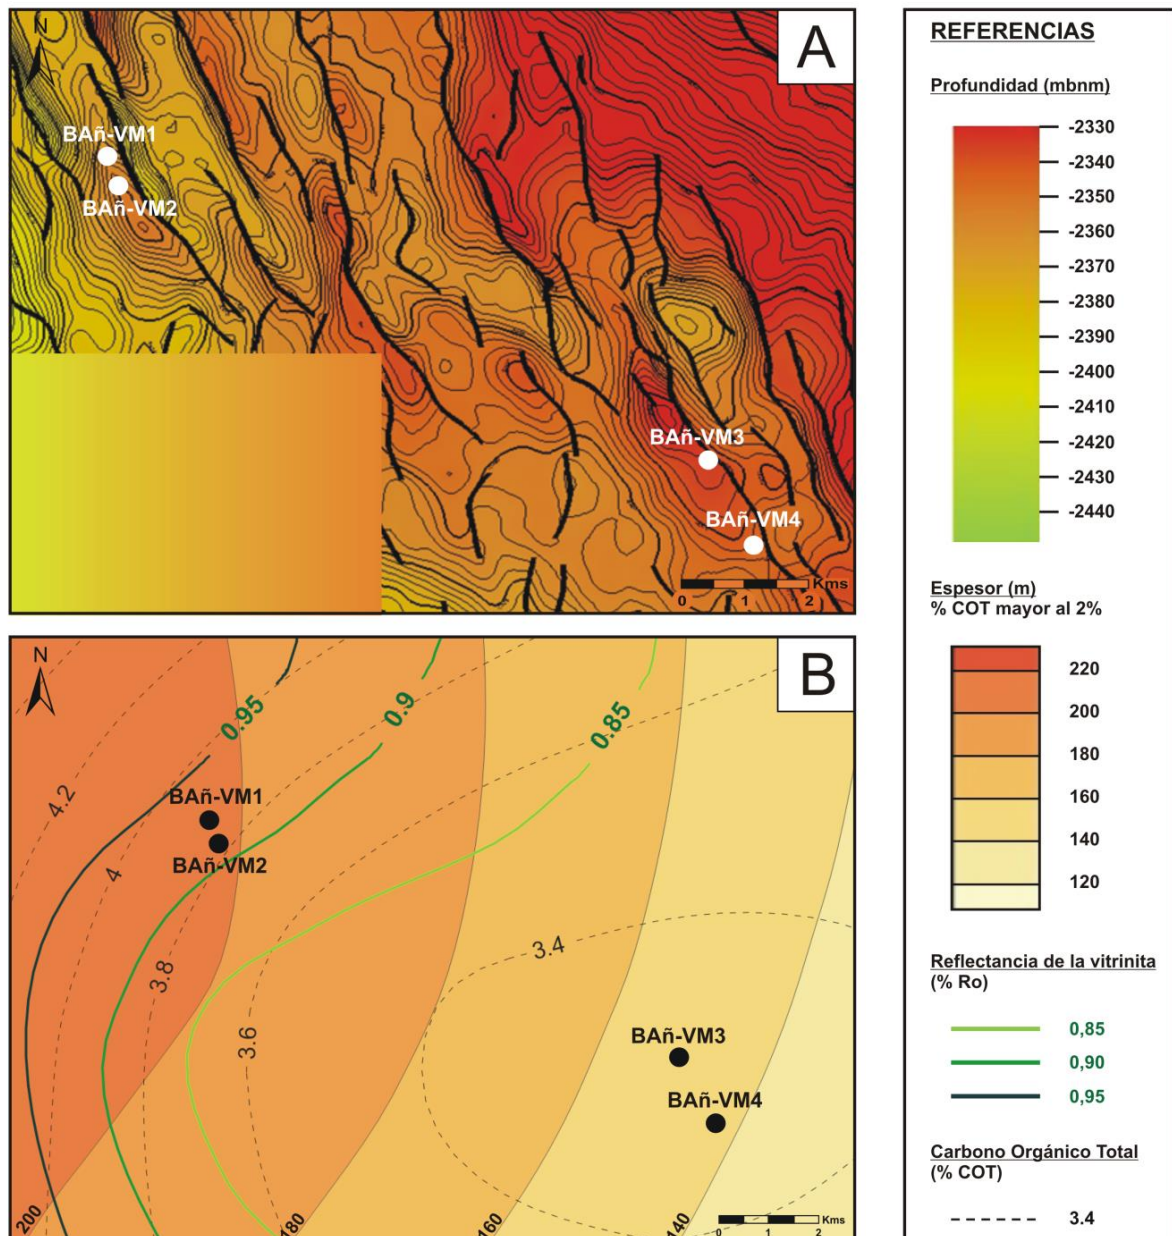 N
A
BAñ-VM1
BAñ-VM2
BAñ-VM3
BAñ-VM4
Kms
0 1 2
N
B
0.95
0.9
0.85
4.2
BAñ-VM1
BAñ-VM2
4
3.8
3.6
3.4
BAñ-VM3
BAñ-VM4
200
180
160
140
Kms
0 1 2
REFERENCIAS
Profundidad (mbnm)
-2330
-2340
-2350
-2360
-2370
-2380
-2390
-2400
-2410
-2420
-2430
-2440
Espesor (m)
% COT mayor al 2%
220
200
180
160
140
120
Reflectancia de la vitrinita
(% Ro)
0,85
0,90
0,95
Carbono Orgánico Total
(% COT)
3.4